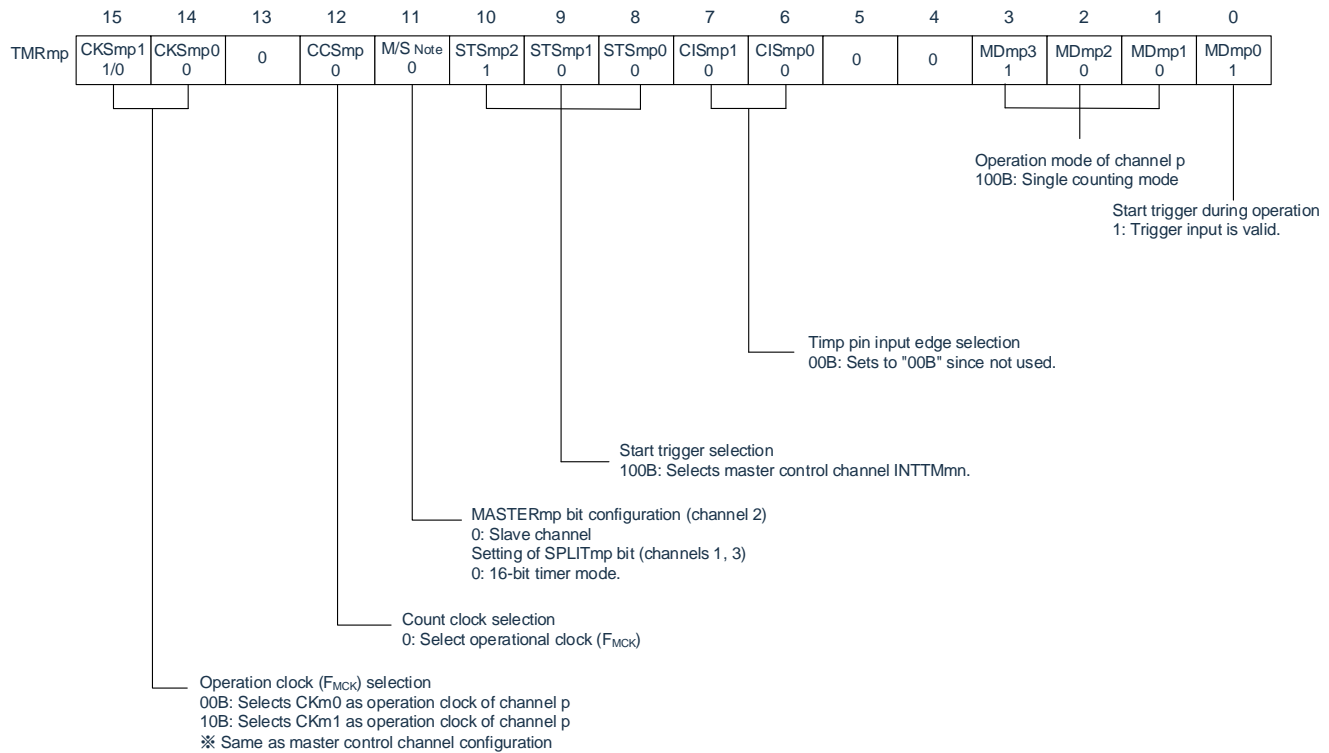 15 14 13 12 11 10 9 8 7 6 5 4 3 2 1 0
TMRmp CKSmp1 CKSmp0 0 CCSmp M/S Note STSmp2 STSmp1 STSmp0 CISmp1 CISmp0 0 0 MDmp3 MDmp2 MDmp1 MDmp0
1/0 0 0 0 1 0 0 0 0 1 0 0 1
Operation mode of channel p
100B: Single counting mode
Start trigger during operation
1: Trigger input is valid.
Timp pin input edge selection
00B: Sets to "00B" since not used.
Start trigger selection
100B: Selects master control channel INTTMmn.
MASTERmp bit configuration (channel 2)
0: Slave channel
Setting of SPLITmp bit (channels 1, 3)
0: 16-bit timer mode.
Count clock selection
0: Select operational clock (FMCK)
Operation clock (FMCK) selection
00B: Selects CKm0 as operation clock of channel p
10B: Selects CKm1 as operation clock of channel p
※ Same as master control channel configuration